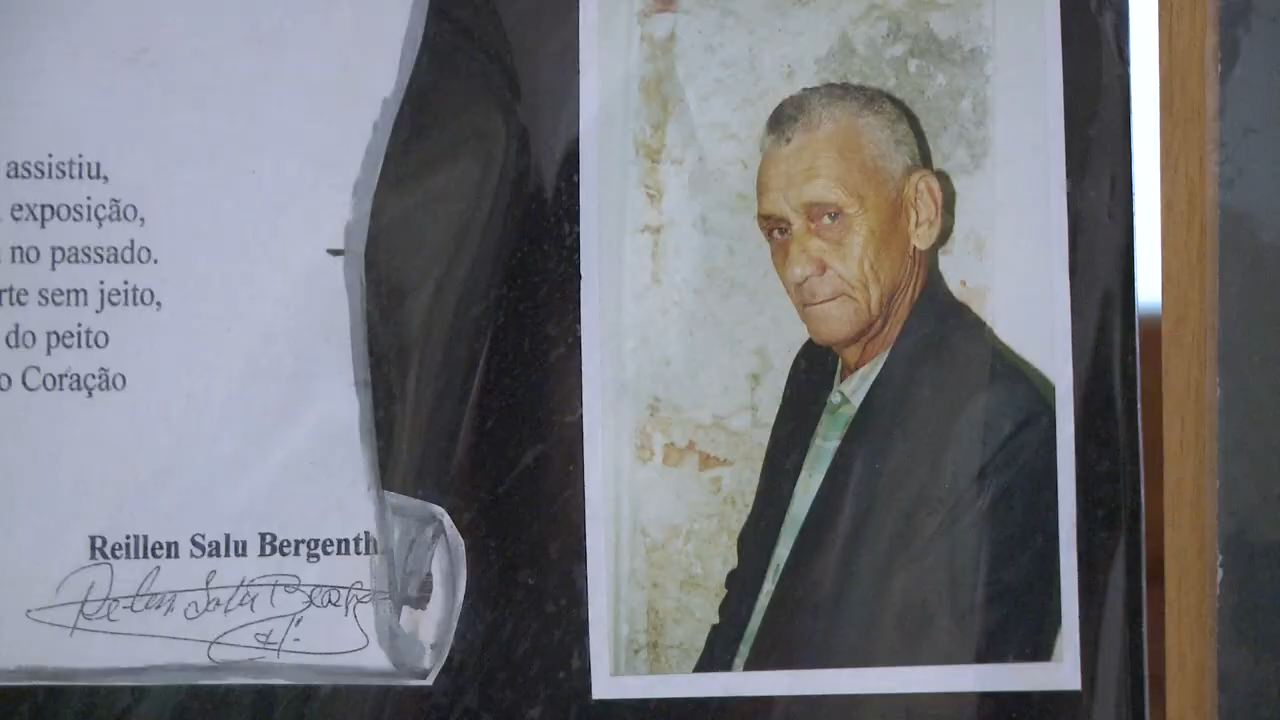 assistiu,
exposição,
no passado.
rte sem jeito,
do peito
o Coração
Reillen Salu Bergenth